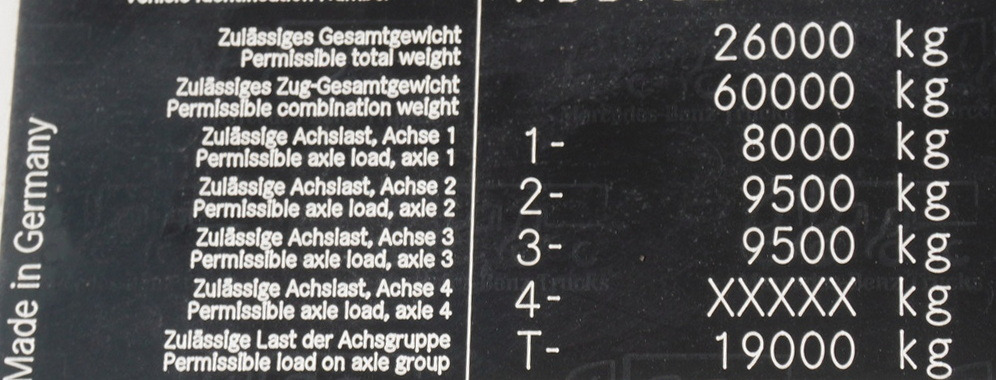 Vehicle Identification Number
Zulässiges Gesamtgewicht
Permissible total weight 26000 kg
Zulässiges Zug-Gesamtgewicht
Permissible combination weight 60000 kg
Zulässige Achslast, Achse 1
Permissible axle load, axle 1 1- 8000 kg
Zulässige Achslast, Achse 2
Permissible axle load, axle 2 2- 9500 kg
Zulässige Achslast, Achse 3
Permissible axle load, axle 3 3- 9500 kg
Zulässige Achslast, Achse 4
Permissible axle load, axle 4 4- XXXXX kg
Zulässige Last der Achsgruppe
Permissible load on axle group T- 19000 kg
Made in Germany